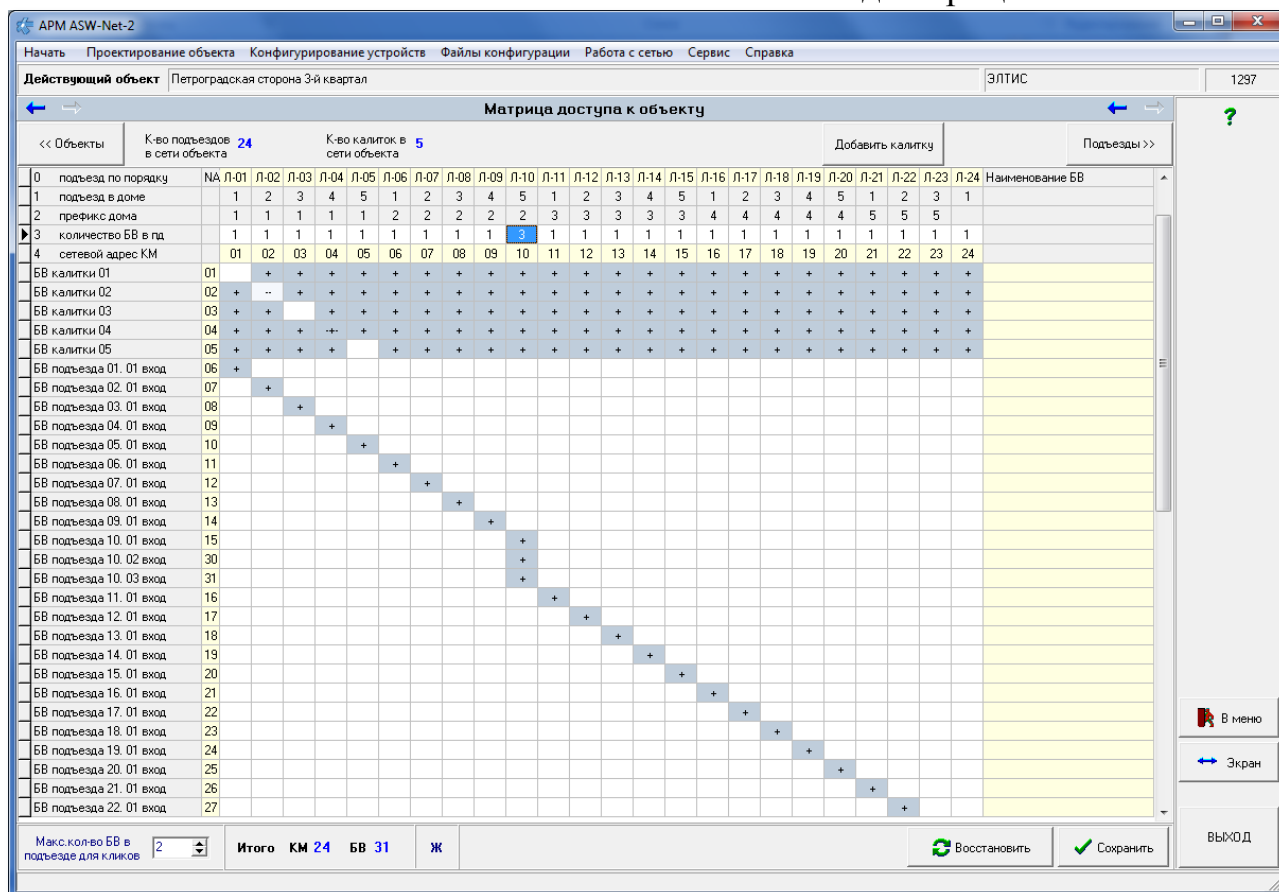 АРМ ASW-Net-2
Начать Проектирование объекта Конфигурирование устройств Файлы конфигурации Работа с сетью Сервис Справка
Действующий объект Петроградская сторона 3-й квартал ЭЛТИС 1297
Матрица доступа к объекту
?
<< Объекты К-во подъездов в сети объекта 24 К-во калиток в сети объекта 5 Добавить калитку Подъезды >>
0 подъезд по порядку NA Л-01 Л-02 Л-03 Л-04 Л-05 Л-06 Л-07 Л-08 Л-09 Л-10 Л-11 Л-12 Л-13 Л-14 Л-15 Л-16 Л-17 Л-18 Л-19 Л-20 Л-21 Л-22 Л-23 Л-24 Наименование БВ
1 подъезд в доме 1 2 3 4 5 1 2 3 4 5 1 2 3 4 5 1 2 3 4 5 1 2 3 1
2 префикс дома 1 1 1 1 1 2 2 2 2 2 3 3 3 3 3 4 4 4 4 4 5 5 5
3 количество БВ в пд 1 1 1 1 1 1 1 1 1 3 1 1 1 1 1 1 1 1 1 1 1 1 1 1
4 сетевой адрес КМ 01 02 03 04 05 06 07 08 09 10 11 12 13 14 15 16 17 18 19 20 21 22 23 24
БВ калитки 01 01 + + + + + + + + + + + + + + + + + + + + + + +
БВ калитки 02 02 + -- + + + + + + + + + + + + + + + + + + + + + +
БВ калитки 03 03 + + + + + + + + + + + + + + + + + + + + + + +
БВ калитки 04 04 + + + -+- + + + + + + + + + + + + + + + + + + + +
БВ калитки 05 05 + + + + + + + + + + + + + + + + + + + + + + +
БВ подъезда 01. 01 вход 06 +
БВ подъезда 02. 01 вход 07 +
БВ подъезда 03. 01 вход 08 +
БВ подъезда 04. 01 вход 09 +
БВ подъезда 05. 01 вход 10 +
БВ подъезда 06. 01 вход 11 +
БВ подъезда 07. 01 вход 12 +
БВ подъезда 08. 01 вход 13 +
БВ подъезда 09. 01 вход 14 +
БВ подъезда 10. 01 вход 15 +
БВ подъезда 10. 02 вход 30 +
БВ подъезда 10. 03 вход 31 +
БВ подъезда 11. 01 вход 16 +
БВ подъезда 12. 01 вход 17 +
БВ подъезда 13. 01 вход 18 +
БВ подъезда 14. 01 вход 19 +
БВ подъезда 15. 01 вход 20 +
БВ подъезда 16. 01 вход 21 +
БВ подъезда 17. 01 вход 22 +
БВ подъезда 18. 01 вход 23 +
БВ подъезда 19. 01 вход 24 +
БВ подъезда 20. 01 вход 25 +
БВ подъезда 21. 01 вход 26 +
БВ подъезда 22. 01 вход 27 +
В меню
Экран
Макс.кол-во БВ в подъезде для кликов 2 Итого КМ 24 БВ 31 Ж Восстановить Сохранить ВЫХОД